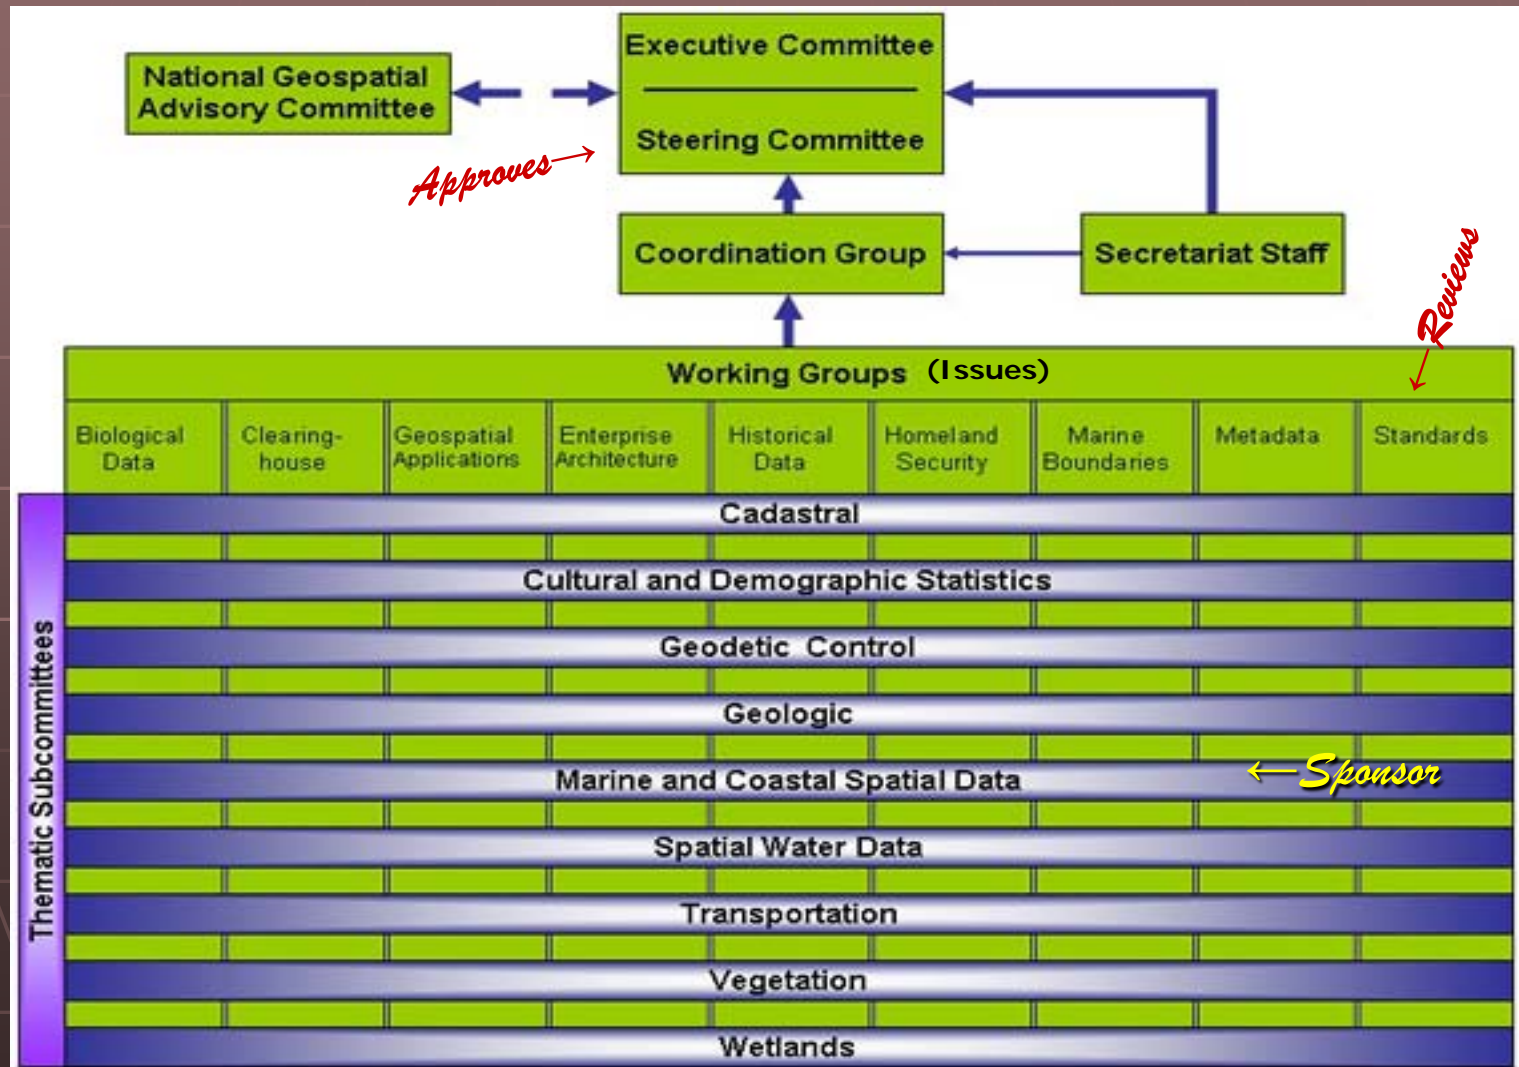 Executive Committee
National Geospatial
Advisory Committee
Steering Committee
Approves→
Coordination Group
Secretariat Staff
←Reviews
Working Groups (Issues)
Biological
Data
Clearing-
house
Geospatial
Applications
Enterprise
Architecture
Historical
Data
Homeland
Security
Marine
Boundaries
Metadata
Standards
Thematic Subcommittees
Cadastral
Cultural and Demographic Statistics
Geodetic Control
Geologic
Marine and Coastal Spatial Data
←Sponsor
Spatial Water Data
Transportation
Vegetation
Wetlands